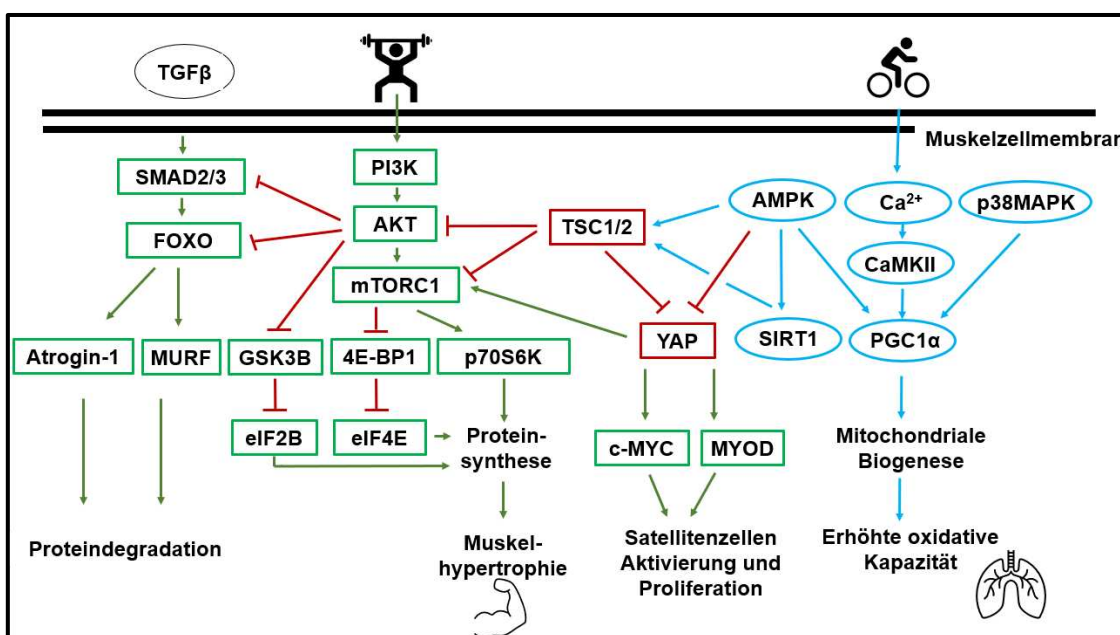 TGFβ
Muskelzellmembran
SMAD2/3
PI3K
AMPK
Ca²⁺
p38MAPK
FOXO
AKT
TSC1/2
CaMKII
mTORC1
Atrogin-1
MURF
GSK3B
4E-BP1
p70S6K
YAP
SIRT1
PGC1α
eIF2B
eIF4E
Protein-
synthese
c-MYC
MYOD
Mitochondriale
Biogenese
Proteindegradation
Muskel-
hypertrophie
Satellitenzellen
Aktivierung und
Proliferation
Erhöhte oxidative
Kapazität